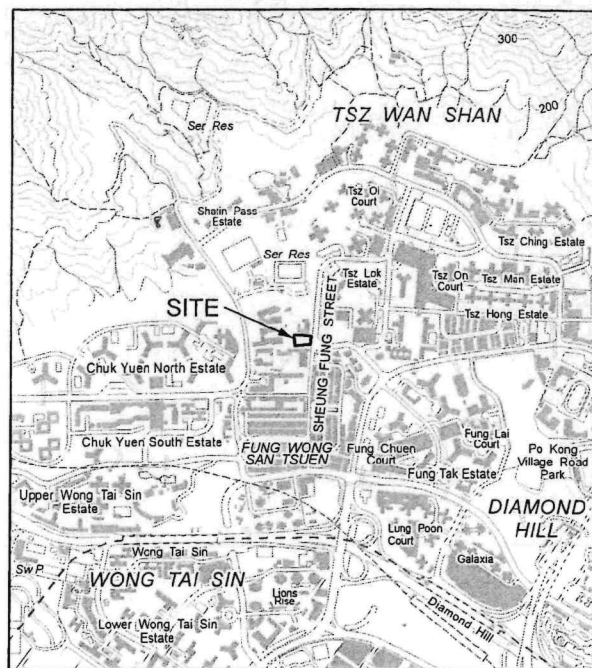 300
200
TSZ WAN SHAN
Ser Res
Tsz Oi
Court
Shatin Pass
Estate
Tsz Ching Estate
Ser Res
Tsz Lok
Estate
Tsz On
Court
Tsz Man Estate
SITE
SHEUNG FUNG STREET
Tsz Hong Estate
Chuk Yuen North Estate
Chuk Yuen South Estate
FUNG WONG
SAN TSUEN
Fung Chuen
Court
Fung Lai
Court
Fung Tak Estate
Po Kong
Village Road
Park
Upper Wong Tai Sin
Estate
DIAMOND
HILL
Lung Poon
Court
Galaxia
Wong Tai Sin
Sw P.
WONG TAI SIN
Lions
Rise
Diamond Hill
Lower Wong Tai Sin
Estate